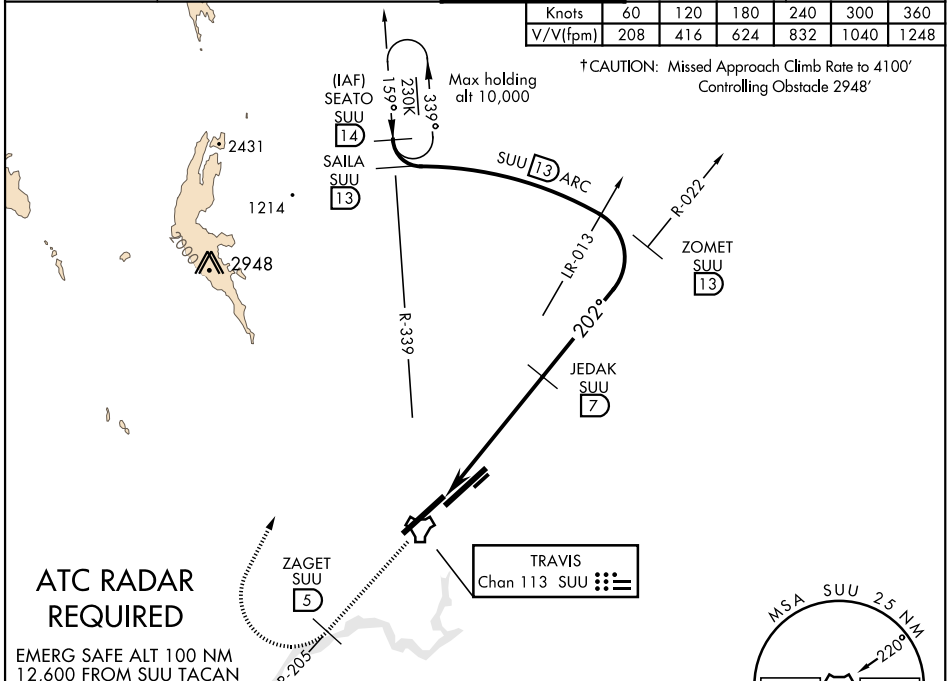 Knots 60 120 180 240 300 360
V/V(fpm) 208 416 624 832 1040 1248
†CAUTION: Missed Approach Climb Rate to 4100'
Controlling Obstacle 2948'
(IAF)
SEATO
SUU
14
159°
230K
339°
Max holding
alt 10,000
SAILA
SUU
13
SUU 13 ARC
2431
1214
2000
2948
LR-013
R-022
ZOMET
SUU
13
R-339
202°
JEDAK
SUU
7
TRAVIS
Chan 113 SUU
ZAGET
SUU
5
R-205
ATC RADAR
REQUIRED
EMERG SAFE ALT 100 NM
12,600 FROM SUU TACAN
MSA SUU 25 NM
220°